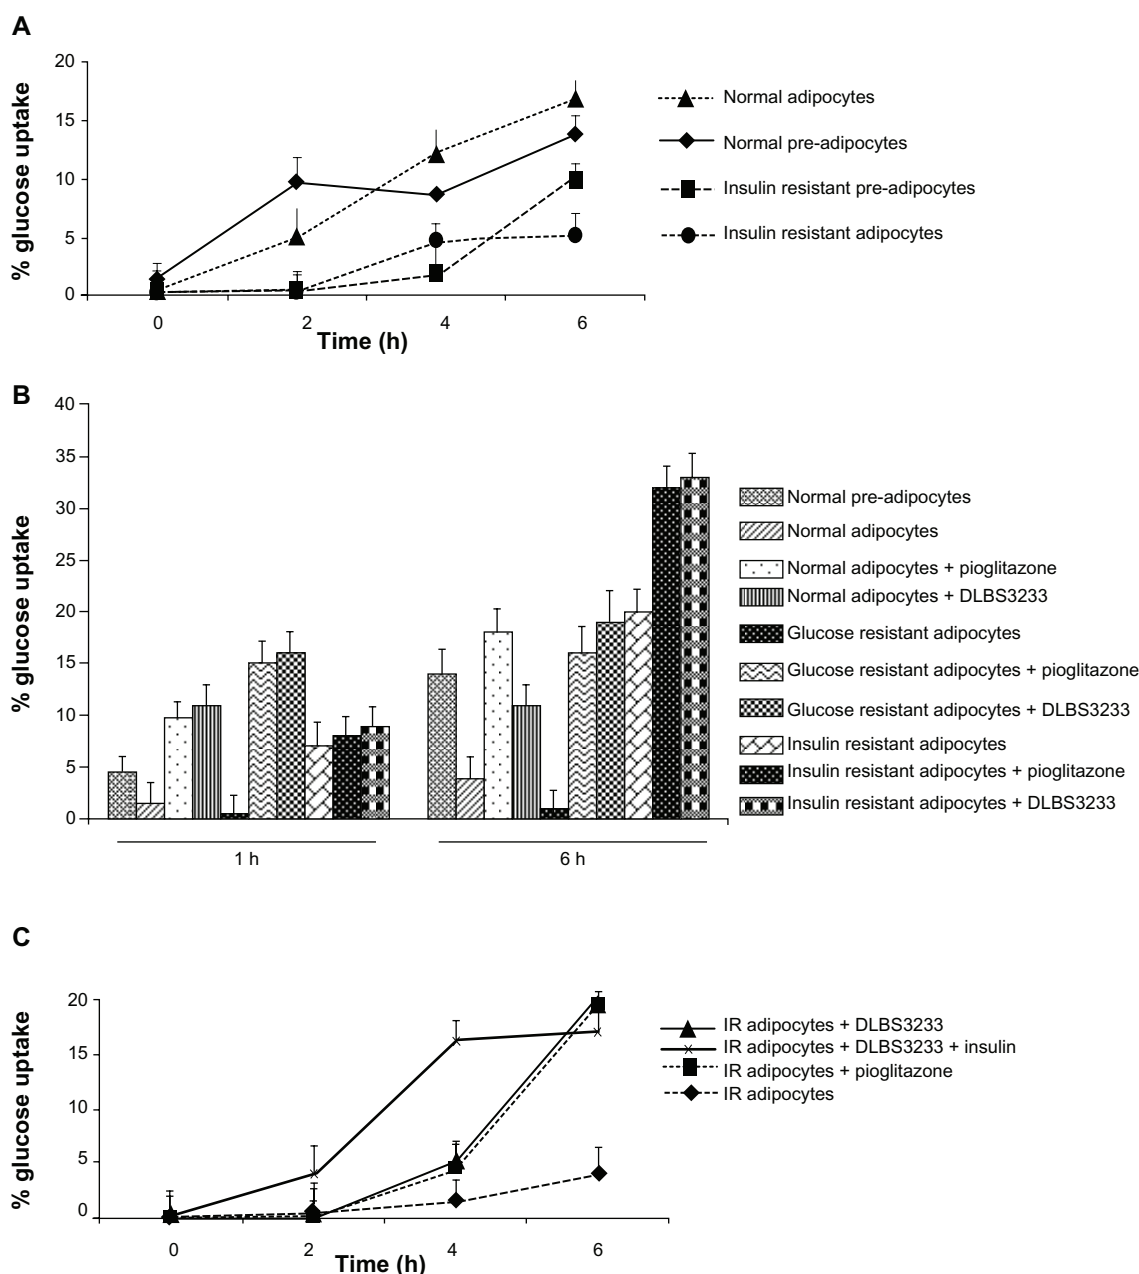 A
% glucose uptake
20
15
10
5
0
0 2 4 6
Time (h)
Normal adipocytes
Normal pre-adipocytes
Insulin resistant pre-adipocytes
Insulin resistant adipocytes
B
% glucose uptake
40
35
30
25
20
15
10
5
0
1 h 6 h
Normal pre-adipocytes
Normal adipocytes
Normal adipocytes + pioglitazone
Normal adipocytes + DLBS3233
Glucose resistant adipocytes
Glucose resistant adipocytes + pioglitazone
Glucose resistant adipocytes + DLBS3233
Insulin resistant adipocytes
Insulin resistant adipocytes + pioglitazone
Insulin resistant adipocytes + DLBS3233
C
% glucose uptake
20
15
10
5
0
0 2 4 6
Time (h)
IR adipocytes + DLBS3233
IR adipocytes + DLBS3233 + insulin
IR adipocytes + pioglitazone
IR adipocytes